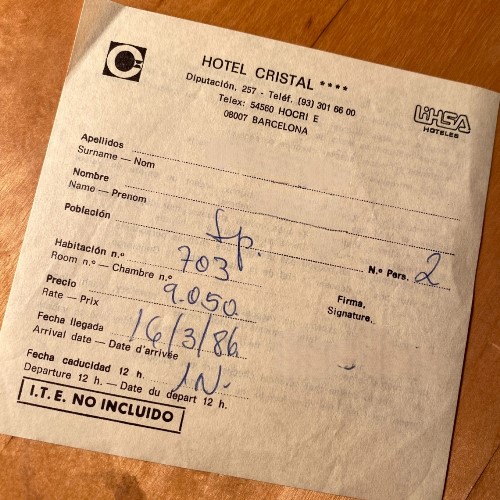 C
HOTEL CRISTAL ****
Diputación, 257 - Teléf. (93) 301 66 00
Telex: 54560 HOCRI E
08007 BARCELONA
LIHSA
HOTELES
Apellidos
Surname — Nom
Nombre
Name — Prenom
Población
Sp.
N.º Pers. 2
Habitación n.º
Room n.º — Chambre n.º 703
Precio
Rate — Prix 9.050
Firma,
Signature,
Fecha llegada
Arrival date — Date d'arrivée 16/3/86
Fecha caducidad 12 h.
Departure 12 h. — Date du depart 12 h. 1N.
I.T.E. NO INCLUIDO